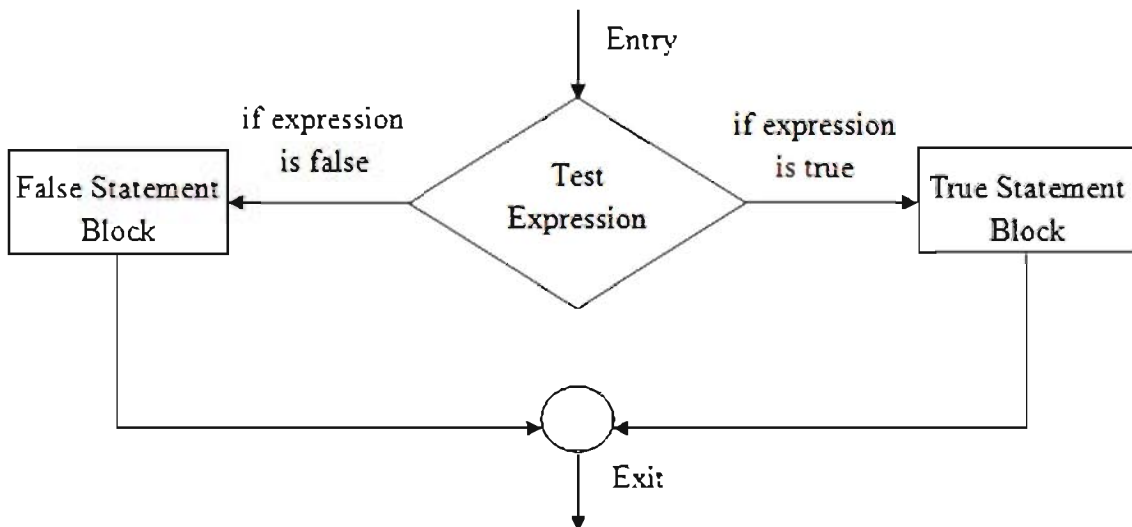 Entry
if expression
is false
if expression
is true
False Statement
Block
Test
Expression
True Statement
Block
Exit